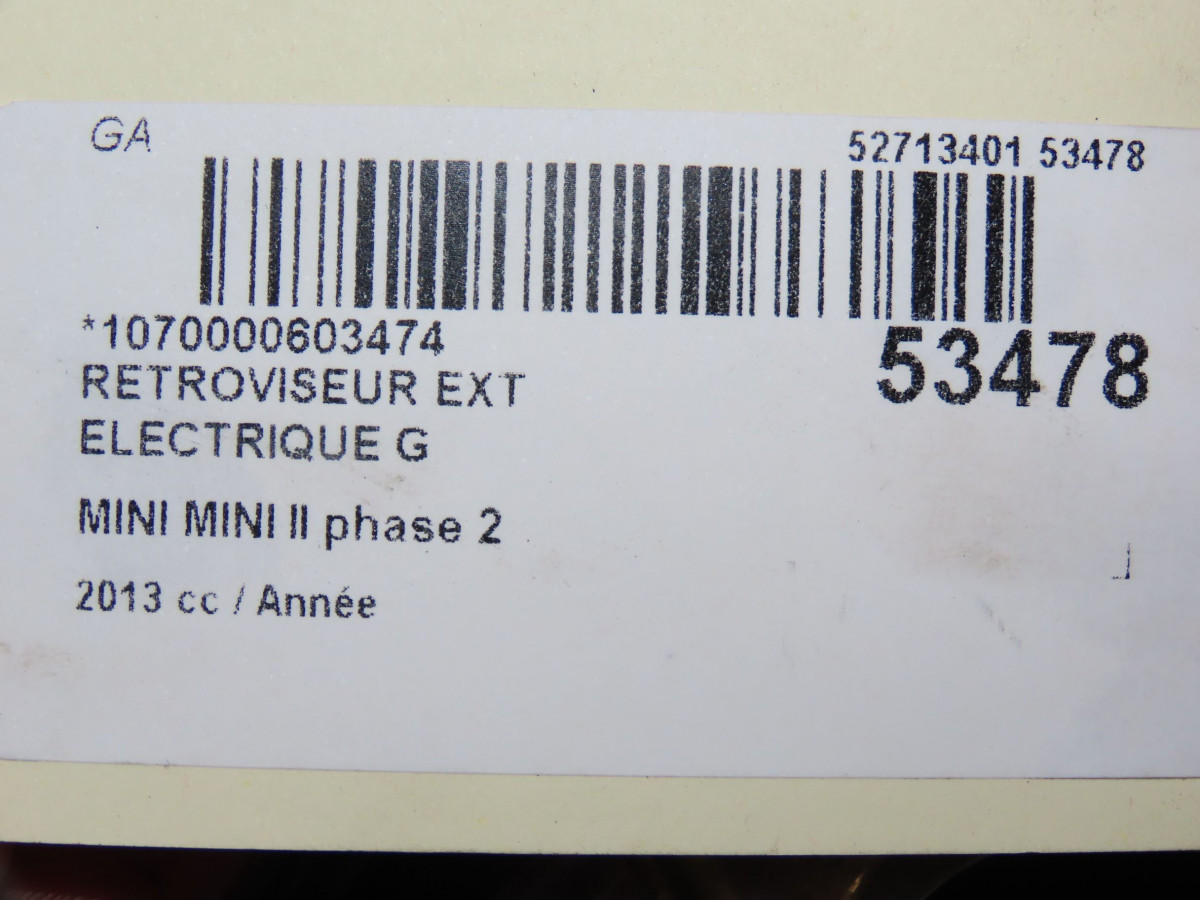 GA
52713401 53478
*1070000603474
53478
RETROVISEUR EXT
ELECTRIQUE G
MINI MINI II phase 2
2013 cc / Année